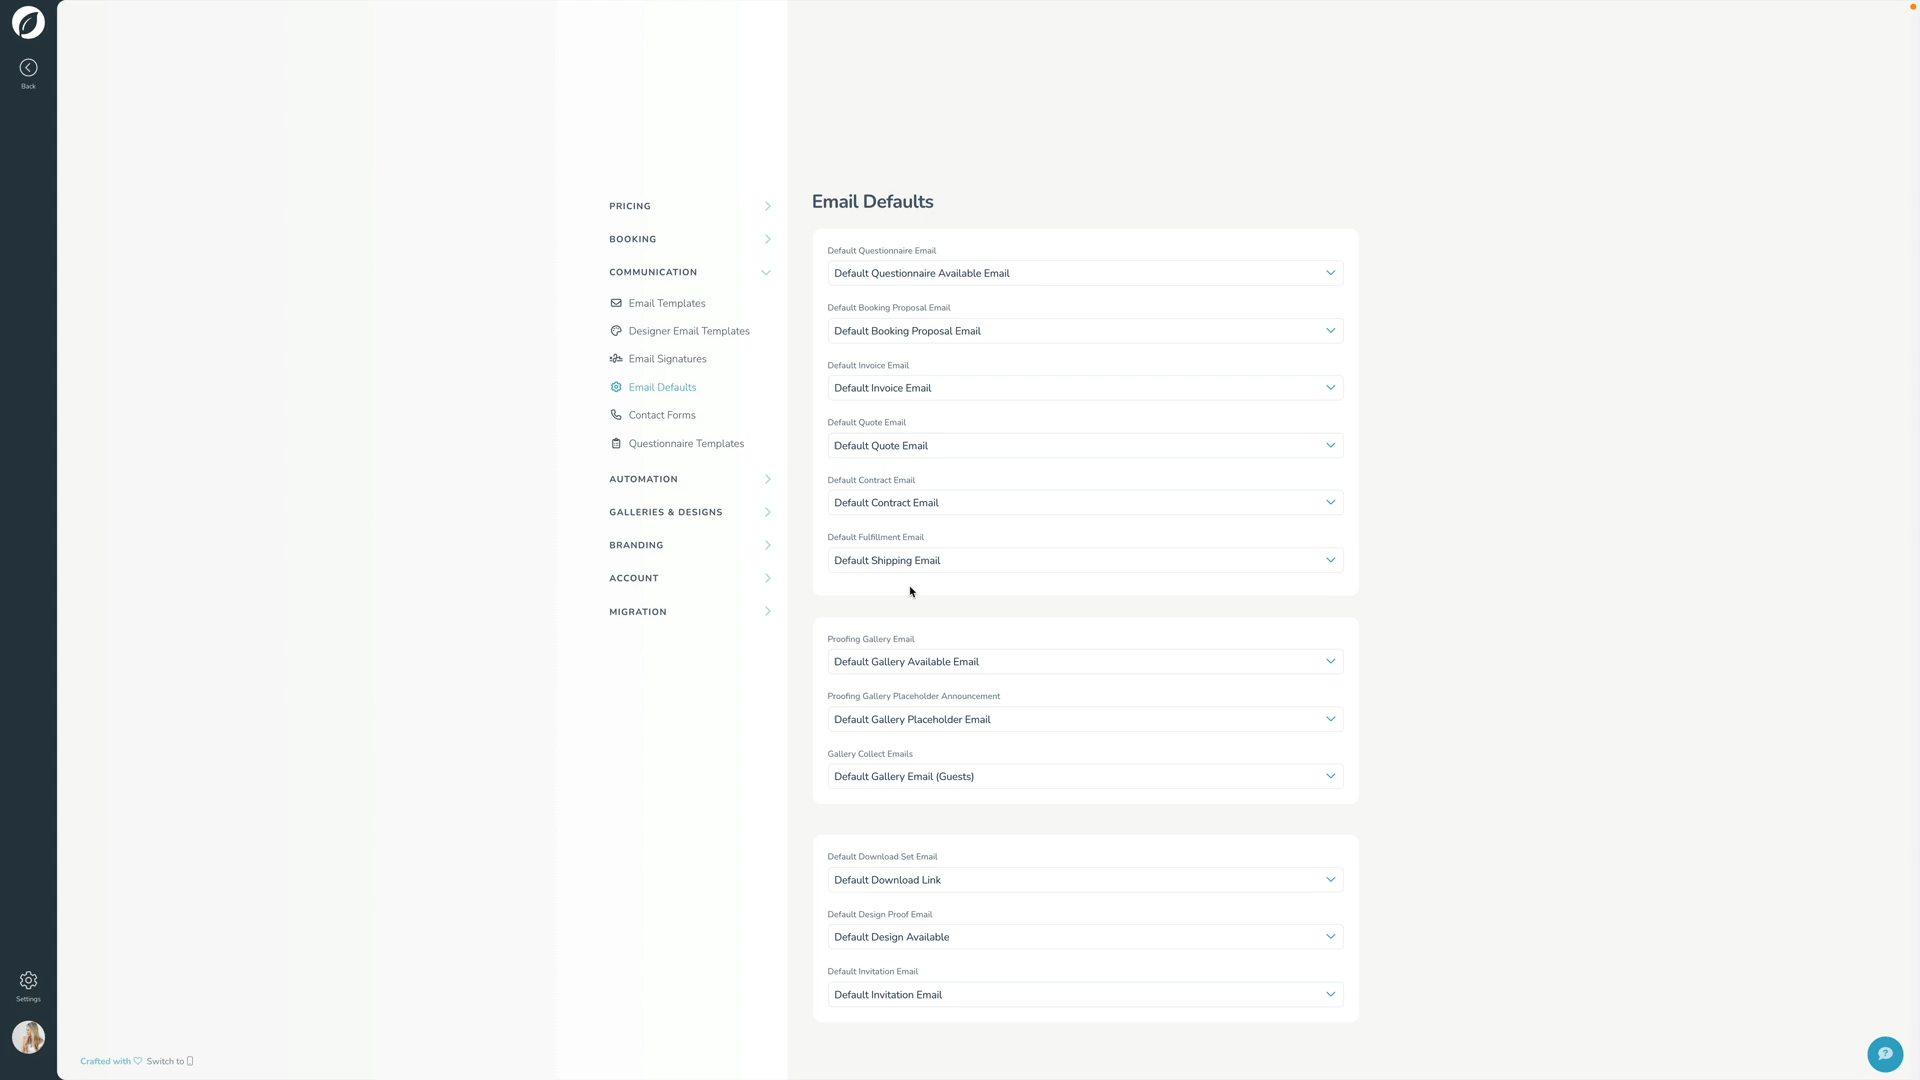 Back
PRICING
BOOKING
COMMUNICATION
Email Templates
Designer Email Templates
Email Signatures
Email Defaults
Contact Forms
Questionnaire Templates
AUTOMATION
GALLERIES & DESIGNS
BRANDING
ACCOUNT
MIGRATION
Email Defaults
Default Questionnaire Email
Default Questionnaire Available Email
Default Booking Proposal Email
Default Booking Proposal Email
Default Invoice Email
Default Invoice Email
Default Quote Email
Default Quote Email
Default Contract Email
Default Contract Email
Default Fulfillment Email
Default Shipping Email
Proofing Gallery Email
Default Gallery Available Email
Proofing Gallery Placeholder Announcement
Default Gallery Placeholder Email
Gallery Collect Emails
Default Gallery Email (Guests)
Default Download Set Email
Default Download Link
Default Design Proof Email
Default Design Available
Default Invitation Email
Default Invitation Email
Settings
Crafted with Switch to